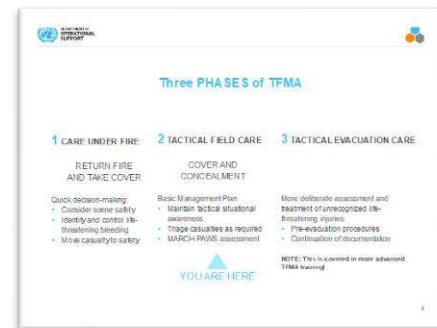 DEPARTMENT OF
OPERATIONAL
SUPPORT
Three PHASES of TFMA
1 CARE UNDER FIRE
RETURN FIRE
AND TAKE COVER
Quick decision-making:
• Consider scene safety
• Identify and control life-
threatening bleeding
• Move casualty to safety
2 TACTICAL FIELD CARE
COVER AND
CONCEALMENT
Basic Management Plan:
• Maintain tactical situational
awareness
• Triage casualties as required
• MARCH PAWS assessment
YOU ARE HERE
3 TACTICAL EVACUATION CARE
More deliberate assessment and
treatment of unrecognized life-
threatening injuries:
• Pre-evacuation procedures
• Continuation of documentation
NOTE: This is covered in more advanced
TFMA training!